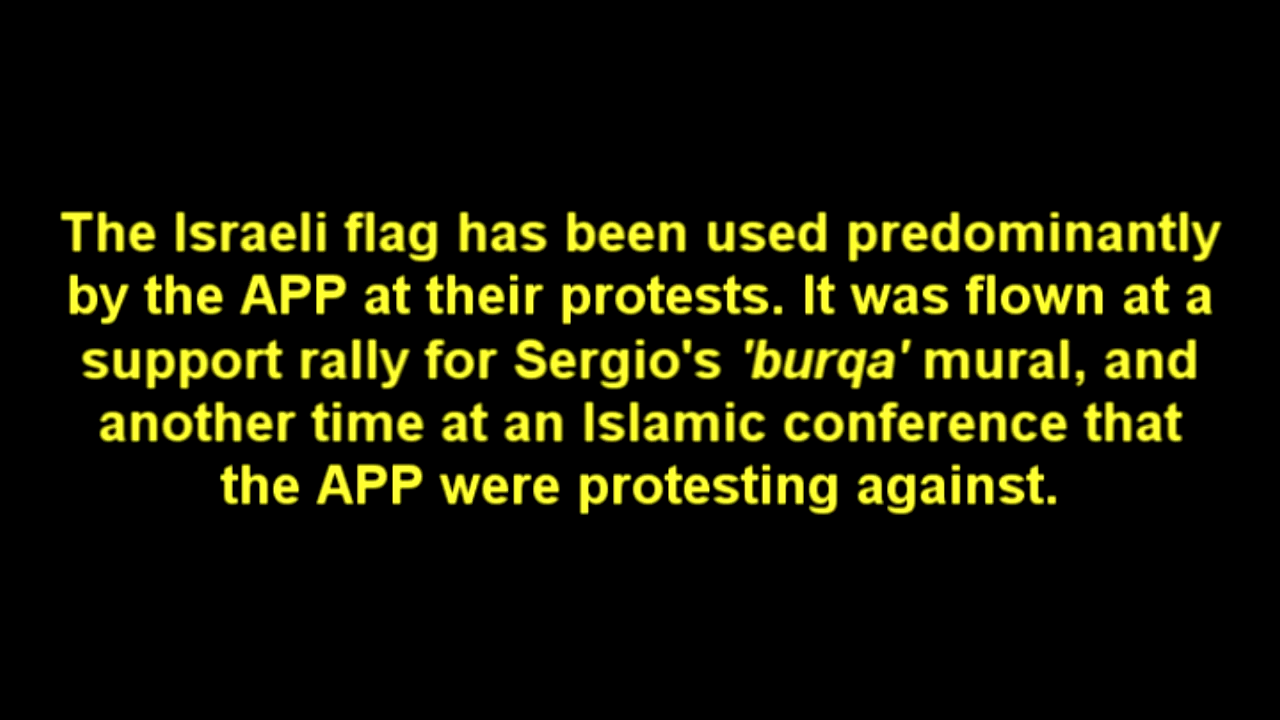 The Israeli flag has been used predominantly
by the APP at their protests. It was flown at a
support rally for Sergio's 'burqa' mural, and
another time at an Islamic conference that
the APP were protesting against.